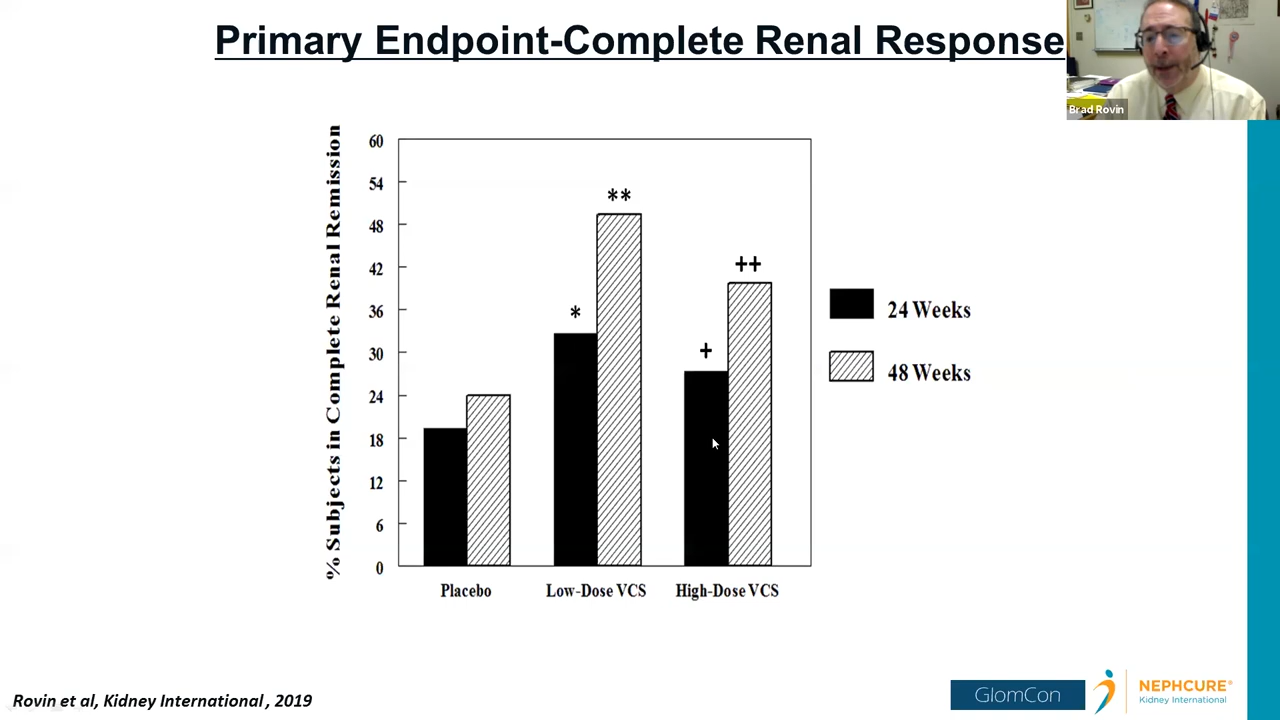 Primary Endpoint-Complete Renal Response
Brad Rovin
% Subjects in Complete Renal Remission
60
54
48
42
36
30
24
18
12
6
0
*
**
+
++
Placebo
Low-Dose VCS
High-Dose VCS
24 Weeks
48 Weeks
Rovin et al, Kidney International , 2019
GlomCon
NEPHCURE®
Kidney International